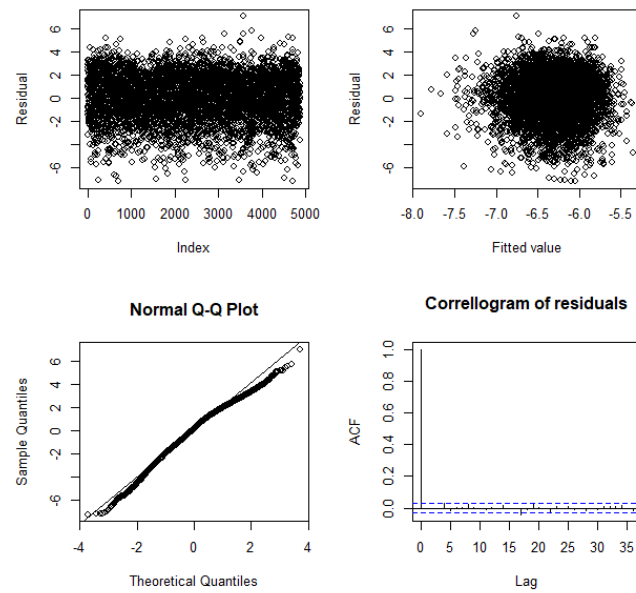 Residual
6
4
2
0
-2
-6
0 1000 2000 3000 4000 5000
Index
Residual
6
4
2
0
-2
-6
-8.0 -7.5 -7.0 -6.5 -6.0 -5.5
Fitted value
Normal Q-Q Plot
Sample Quantiles
6
4
2
0
-2
-6
-4 -2 0 2 4
Theoretical Quantiles
Correllogram of residuals
ACF
1.0
0.8
0.6
0.4
0.2
0.0
0 5 10 15 20 25 30 35
Lag